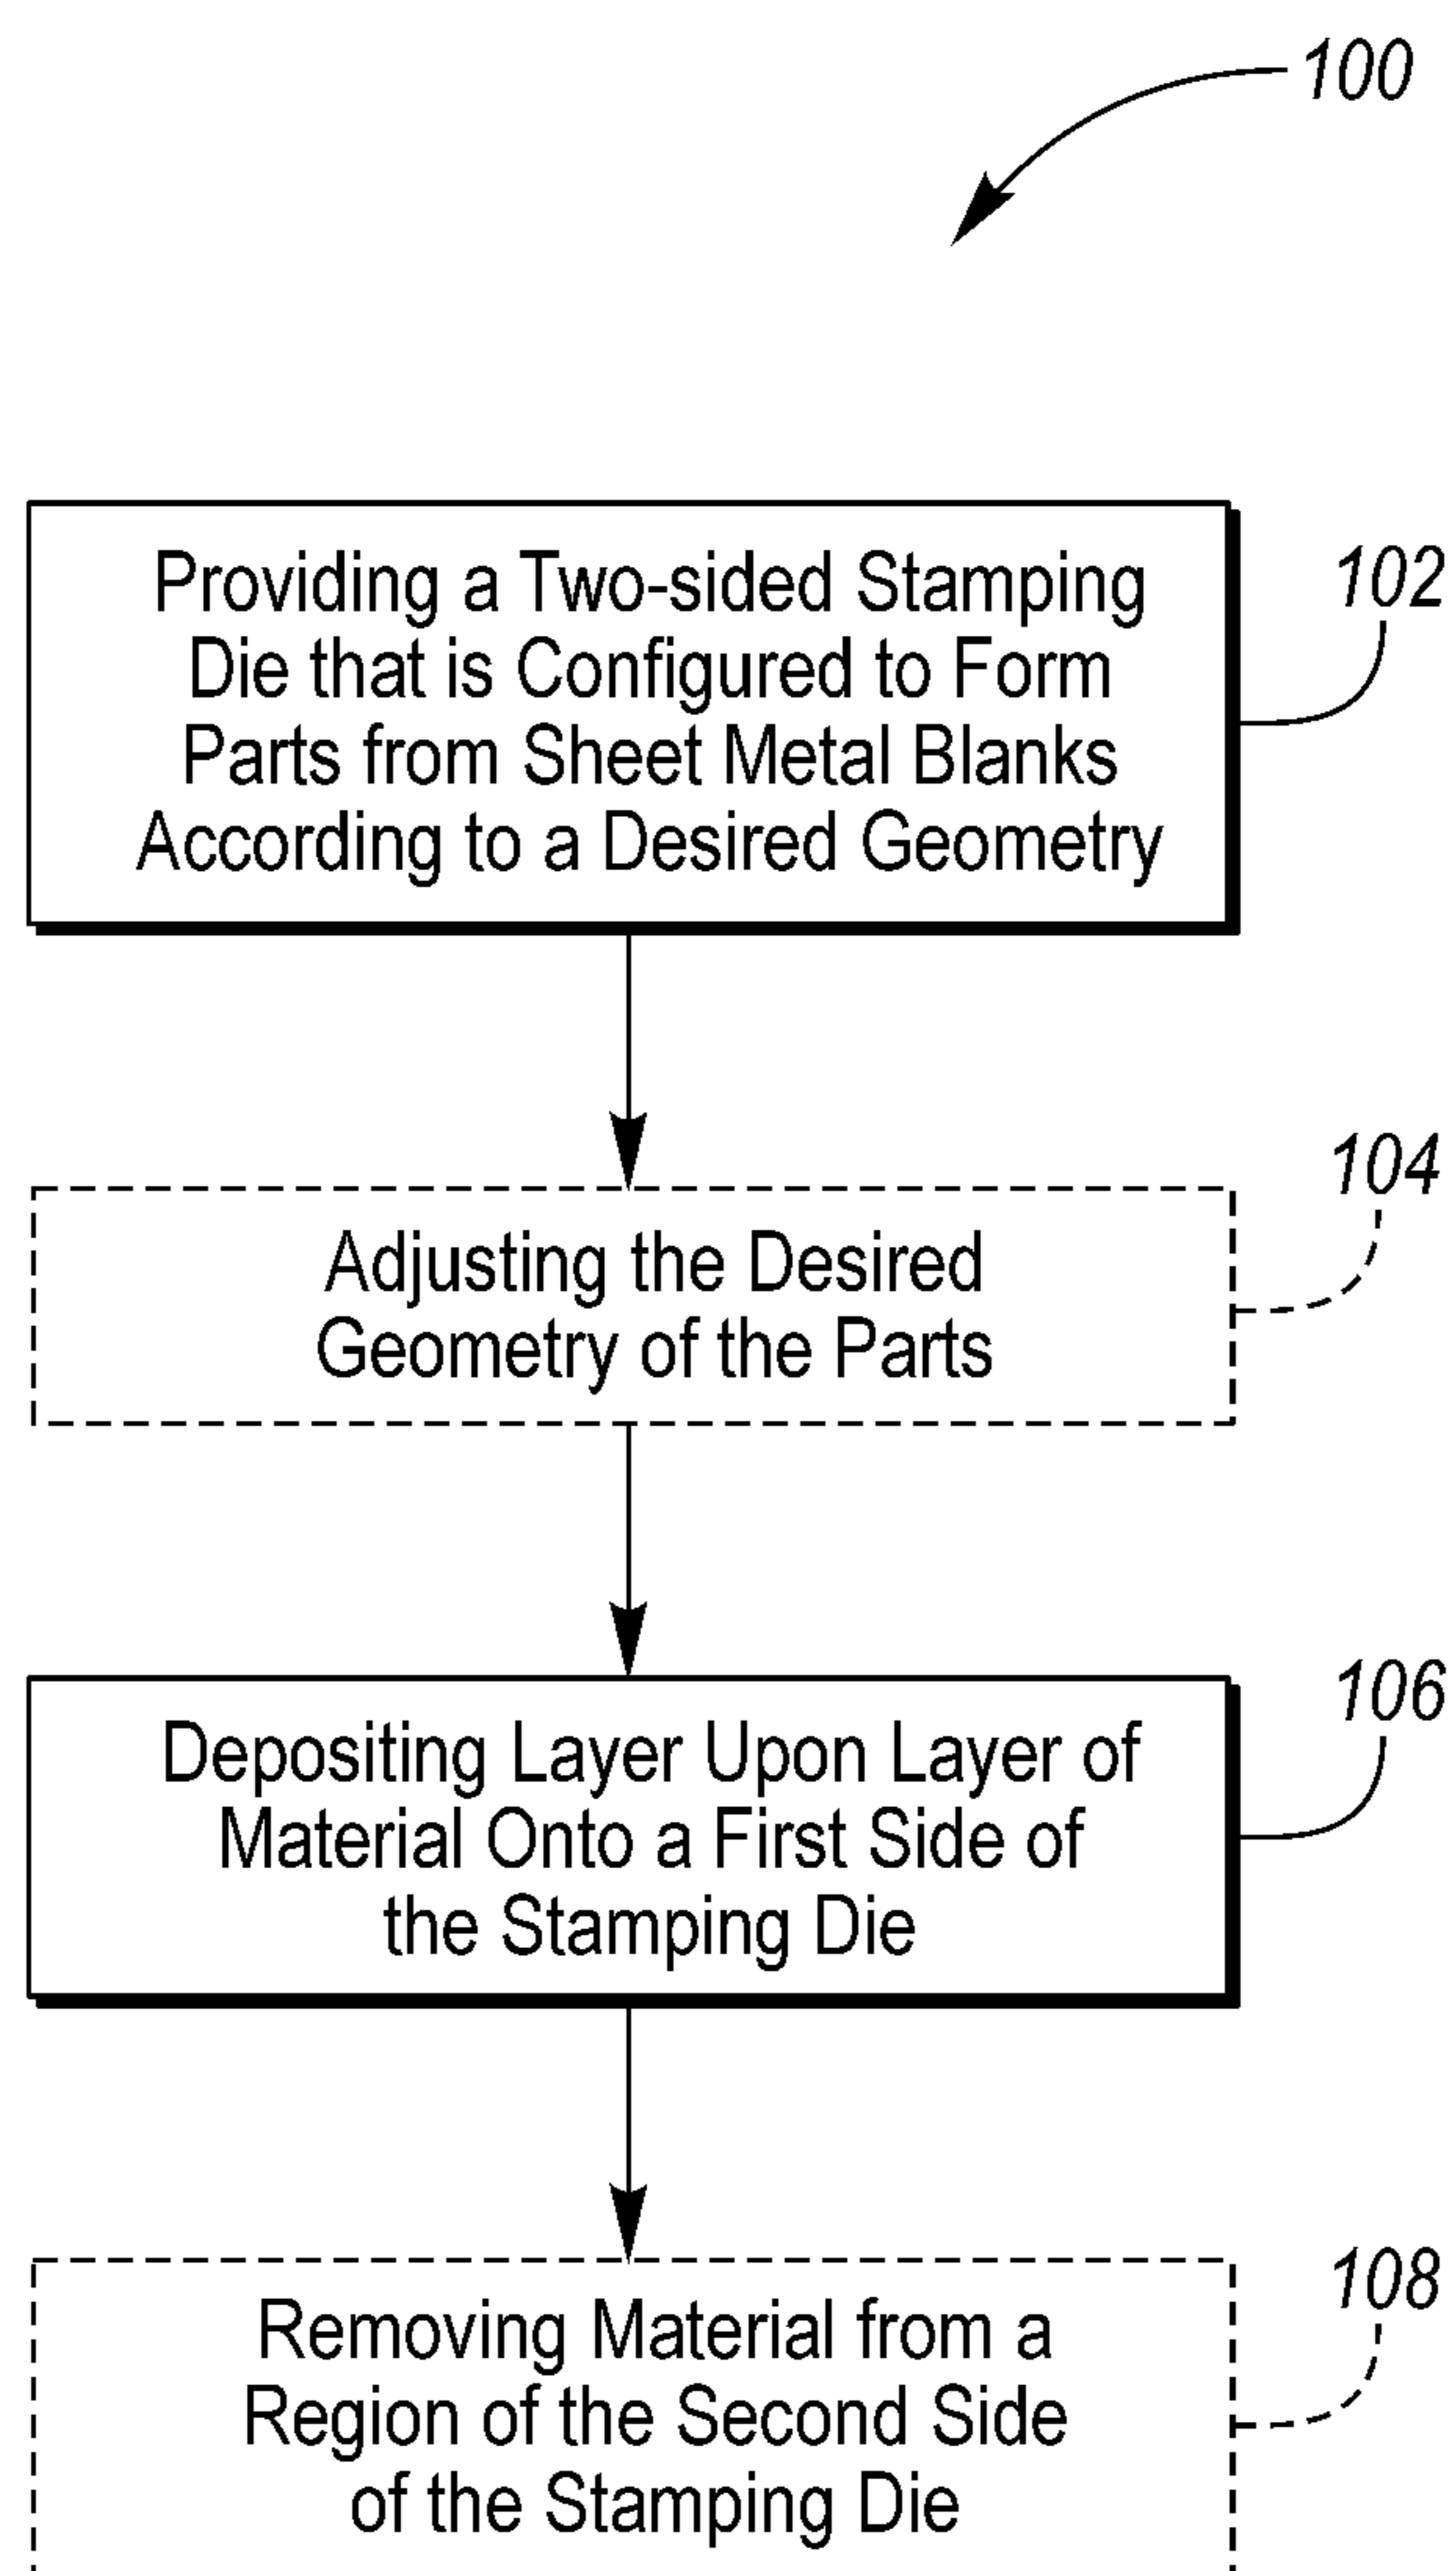 100
Providing a Two-sided Stamping
Die that is Configured to Form
Parts from Sheet Metal Blanks
According to a Desired Geometry
102
Adjusting the Desired
Geometry of the Parts
104
Depositing Layer Upon Layer of
Material Onto a First Side of
the Stamping Die
106
Removing Material from a
Region of the Second Side
of the Stamping Die
108